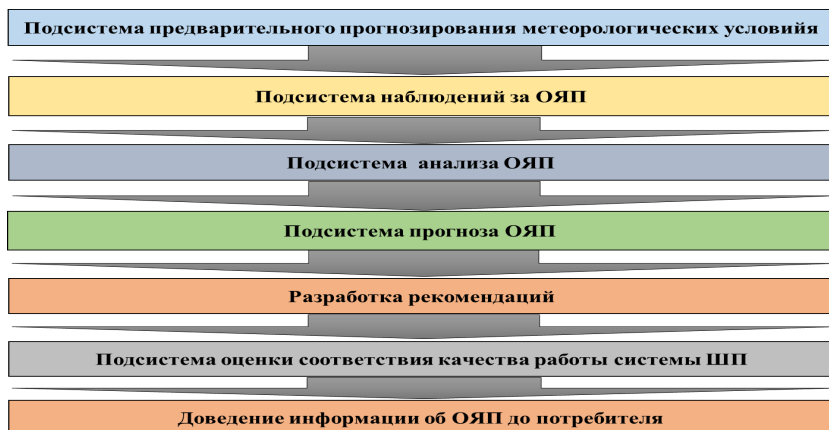 Подсистема предварительного прогнозирования метеорологических условийя
Подсистема наблюдений за ОЯП
Подсистема анализа ОЯП
Подсистема прогноза ОЯП
Разработка рекомендаций
Подсистема оценки соответствия качества работы системы ШП
Доведение информации об ОЯП до потребителя